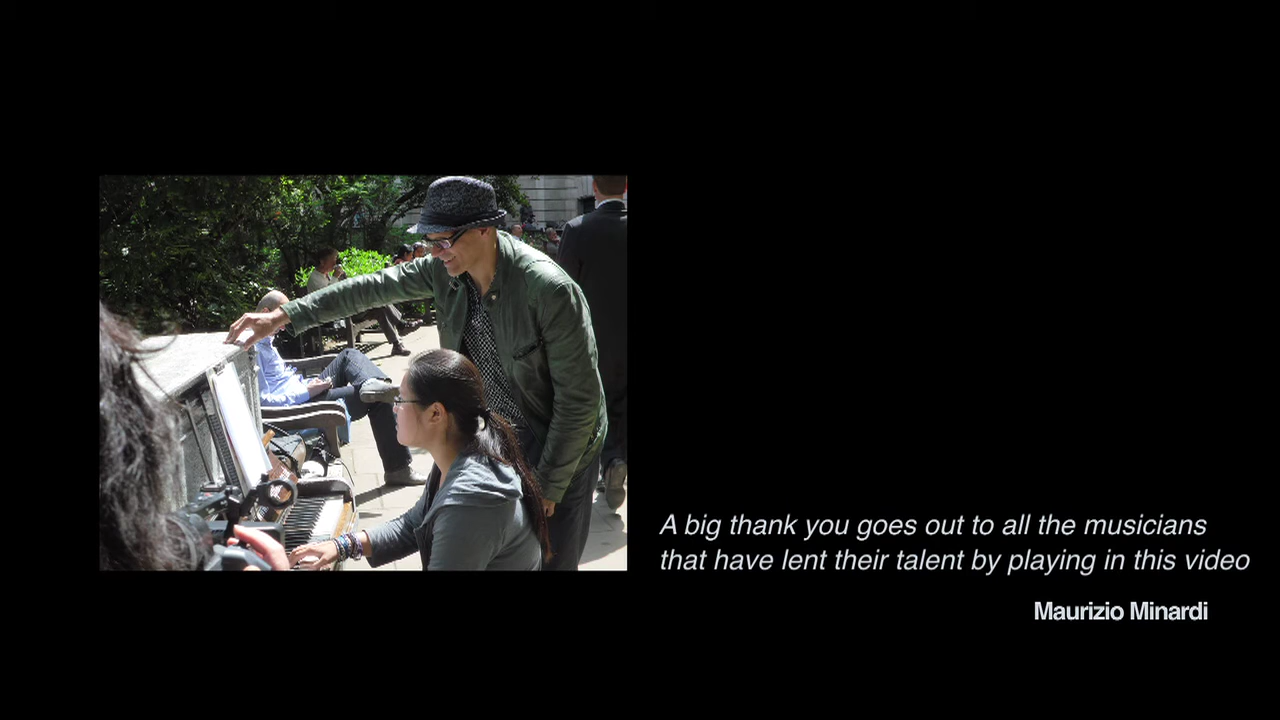 A big thank you goes out to all the musicians
that have lent their talent by playing in this video
Maurizio Minardi